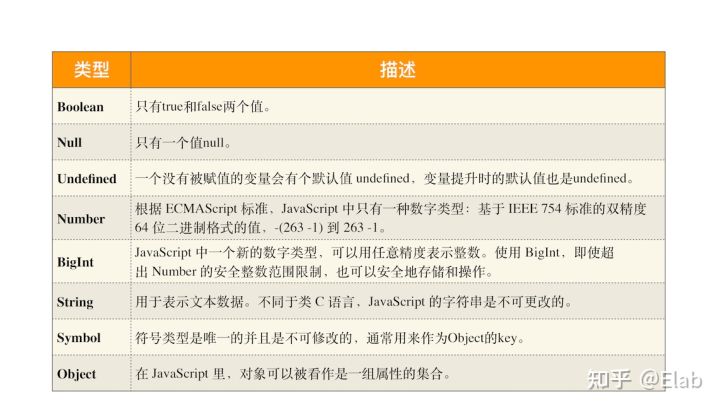 类型 描述
Boolean 只有true和false两个值。
Null 只有一个值null。
Undefined 一个没有被赋值的变量会有个默认值 undefined，变量提升时的默认值也是undefined。
Number 根据 ECMAScript 标准，JavaScript 中只有一种数字类型：基于 IEEE 754 标准的双精度
64 位二进制格式的值，-(263 -1) 到 263 -1。
BigInt JavaScript 中一个新的数字类型，可以用任意精度表示整数。使用 BigInt，即使超
出 Number 的安全整数范围限制，也可以安全地存储和操作。
String 用于表示文本数据。不同于类 C 语言，JavaScript 的字符串是不可更改的。
Symbol 符号类型是唯一的并且是不可修改的，通常用来作为Object的key。
Object 在 JavaScript 里，对象可以被看作是一组属性的集合。
知乎 @Elab